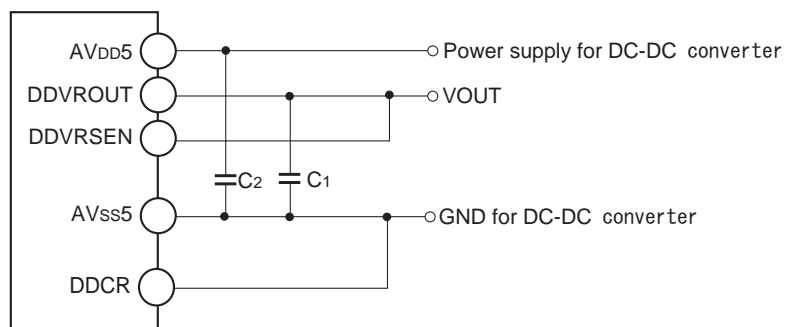 AVDD5
Power supply for DC-DC converter
DDVROUT
VOUT
DDVRSEN
C2
C1
AVSS5
GND for DC-DC converter
DDCR